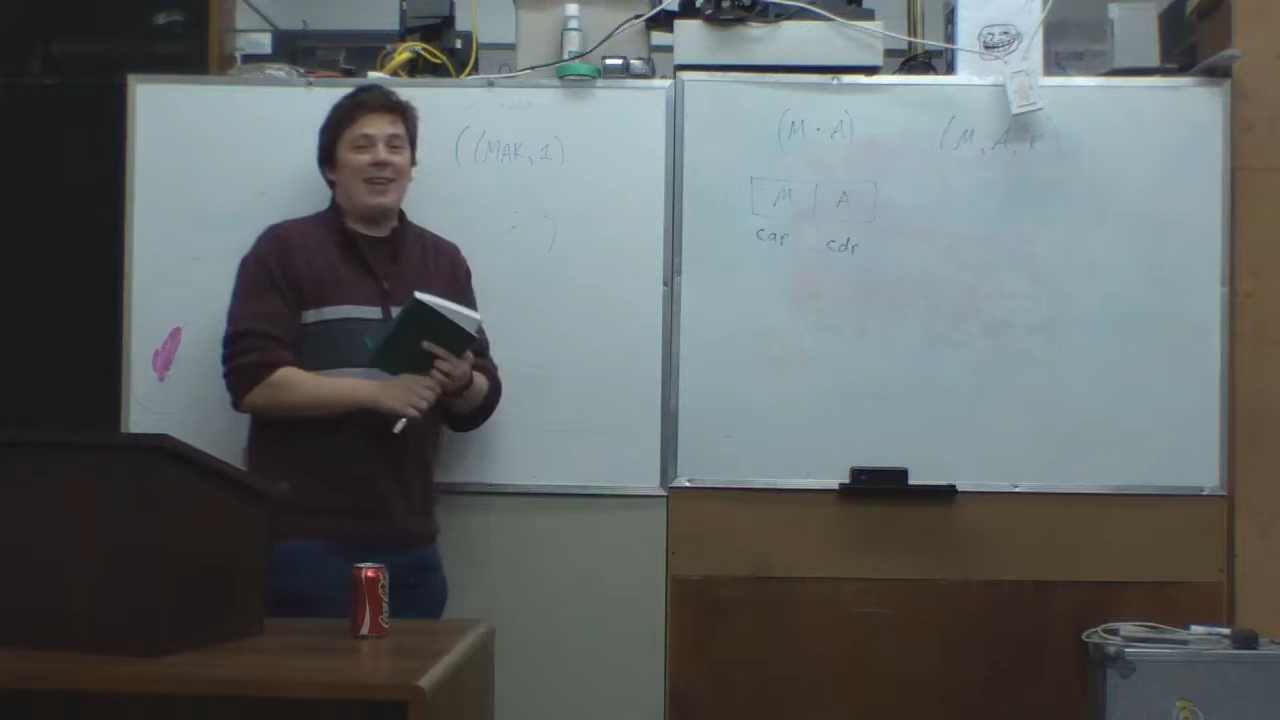 ((MAK, 1)
)
(M . A)
M A
car cdr
(M, A,
Coca-Cola